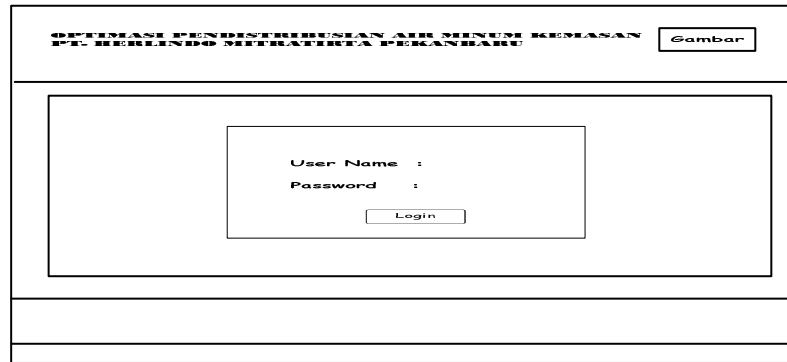 OPTIMASI PENDISTRIBUSIAN AIR MINUM KEMASAN
PT. HERLINDO MITRATIRTA PEKANBARU
Gambar
User Name :
Password :
Login